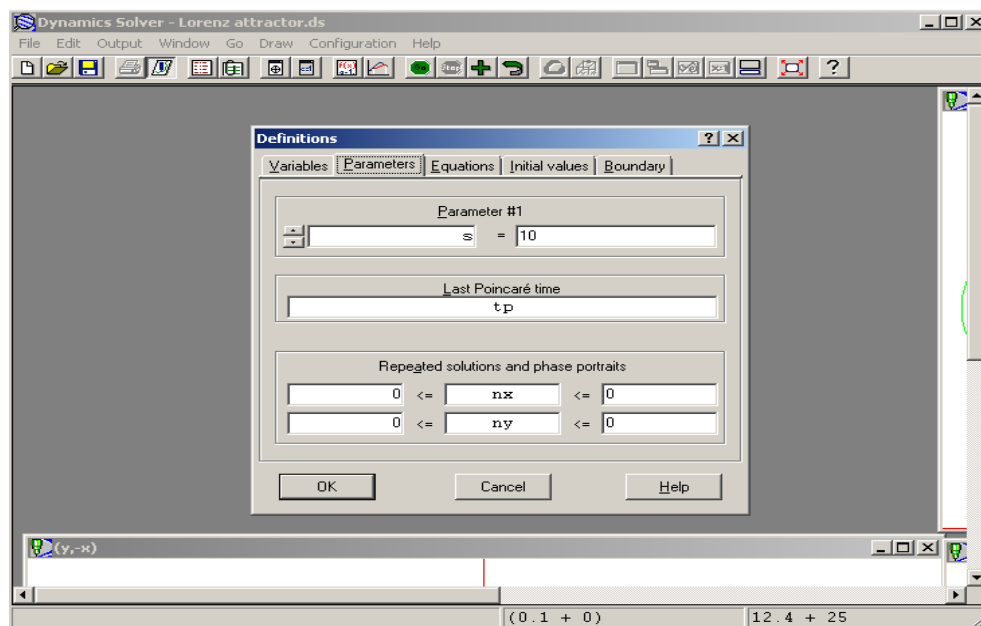 Dynamics Solver - Lorenz attractor.ds
File Edit Output Window Go Draw Configuration Help
Definitions
Variables Parameters Equations Initial values Boundary
Parameter #1
s = 10
Last Poincaré time
tp
Repeated solutions and phase portraits
0 <= nx <= 0
0 <= ny <= 0
OK Cancel Help
(y,-x)
(0.1 + 0) 12.4 + 25